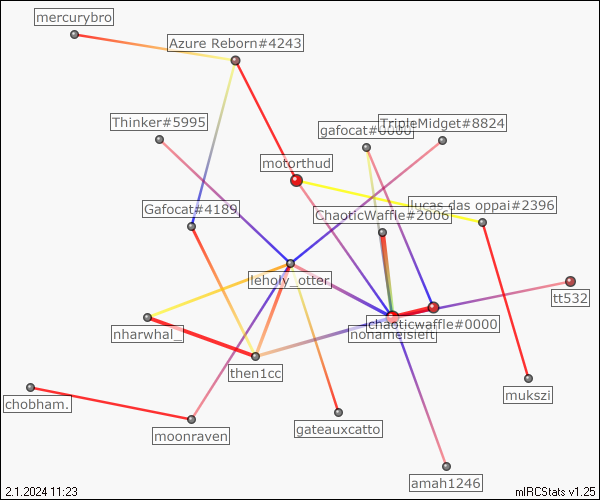 mercurybro
Azure Reborn#4243
Thinker#5995
TripleMidget#8824
gafocat#0000
motorthud
Gafocat#4189
lucas das oppai#2396
ChaoticWaffle#2006
leholy_otter
tt532
chaoticwaffle#0000
nharwhal_
nonameisleft
then1cc
mukszi
chobham.
moonraven
gateauxcatto
amah1246
2.1.2024 11:23
mIRCStats v1.25